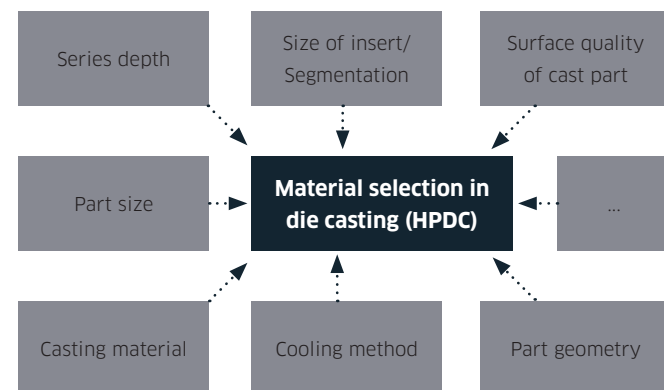 Series depth
Size of insert/
Segmentation
Surface quality
of cast part
Part size
Material selection in
die casting (HPDC)
...
Casting material
Cooling method
Part geometry